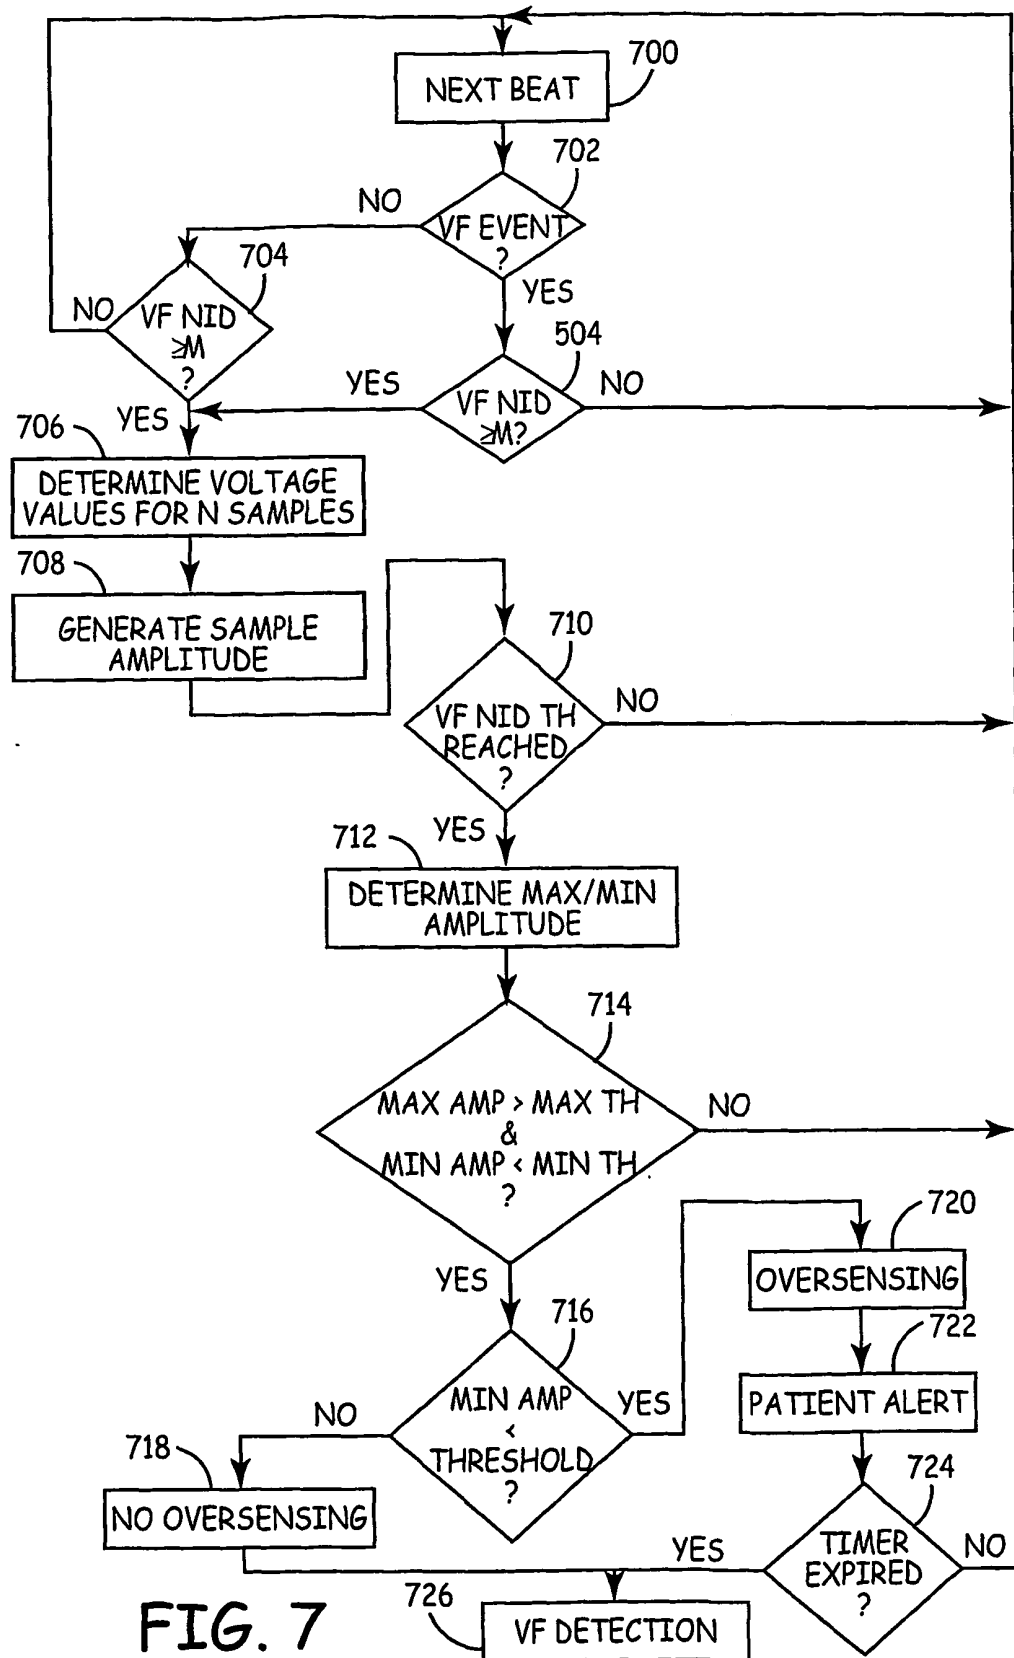 NEXT BEAT
700
702
NO
VF EVENT
?
704
YES
NO
VF NID
≥M
?
504
YES
NO
VF NID
≥M?
YES
706
DETERMINE VOLTAGE
VALUES FOR N SAMPLES
708
GENERATE SAMPLE
AMPLITUDE
710
NO
VF NID TH
REACHED
?
YES
712
DETERMINE MAX/MIN
AMPLITUDE
714
MAX AMP > MAX TH
&
MIN AMP < MIN TH
?
NO
YES
720
OVERSENSING
716
722
MIN AMP
<
THRESHOLD
?
YES
PATIENT ALERT
NO
718
NO OVERSENSING
724
TIMER
EXPIRED
?
NO
YES
726
VF DETECTION
FIG. 7